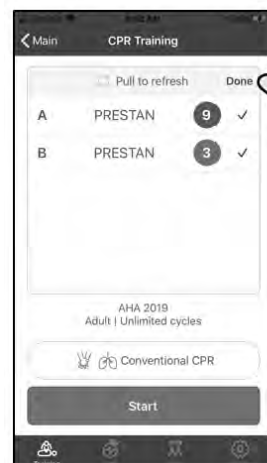 Main CPR Training
Pull to refresh Done
A PRESTAN 9
B PRESTAN 3
AHA 2019
Adult | Unlimited cycles
Conventional CPR
Start